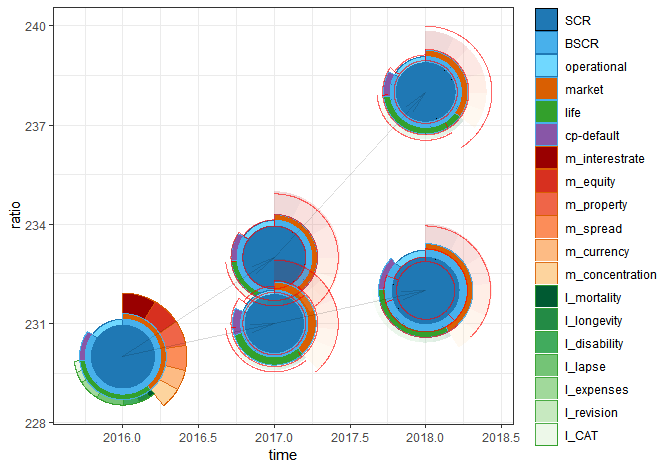 240
237
234
231
228
ratio
2016.0
2016.5
2017.0
2017.5
2018.0
2018.5
time
SCR
BSCR
operational
market
life
cp-default
m_interestrate
m_equity
m_property
m_spread
m_currency
m_concentration
l_mortality
l_longevity
l_disability
l_lapse
l_expenses
l_revision
l_CAT